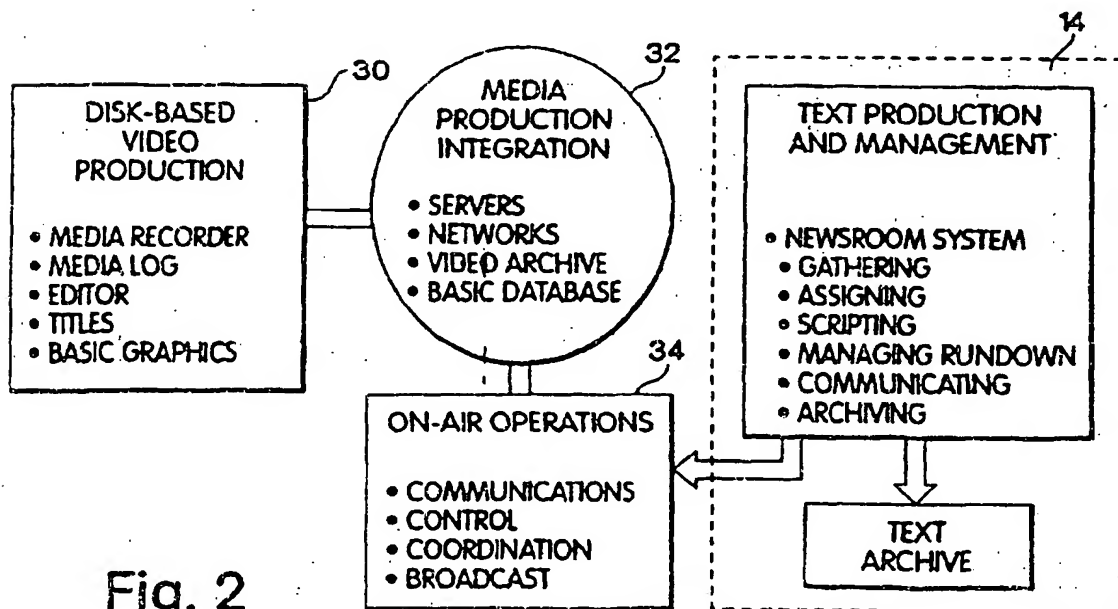 30
DISK-BASED
VIDEO
PRODUCTION
• MEDIA RECORDER
• MEDIA LOG
• EDITOR
• TITLES
• BASIC GRAPHICS
32
MEDIA
PRODUCTION
INTEGRATION
• SERVERS
• NETWORKS
• VIDEO ARCHIVE
• BASIC DATABASE
34
ON-AIR OPERATIONS
• COMMUNICATIONS
• CONTROL
• COORDINATION
• BROADCAST
14
TEXT PRODUCTION
AND MANAGEMENT
• NEWSROOM SYSTEM
• GATHERING
• ASSIGNING
• SCRIPTING
• MANAGING RUNDOWN
• COMMUNICATING
• ARCHIVING
TEXT
ARCHIVE
Fig. 2